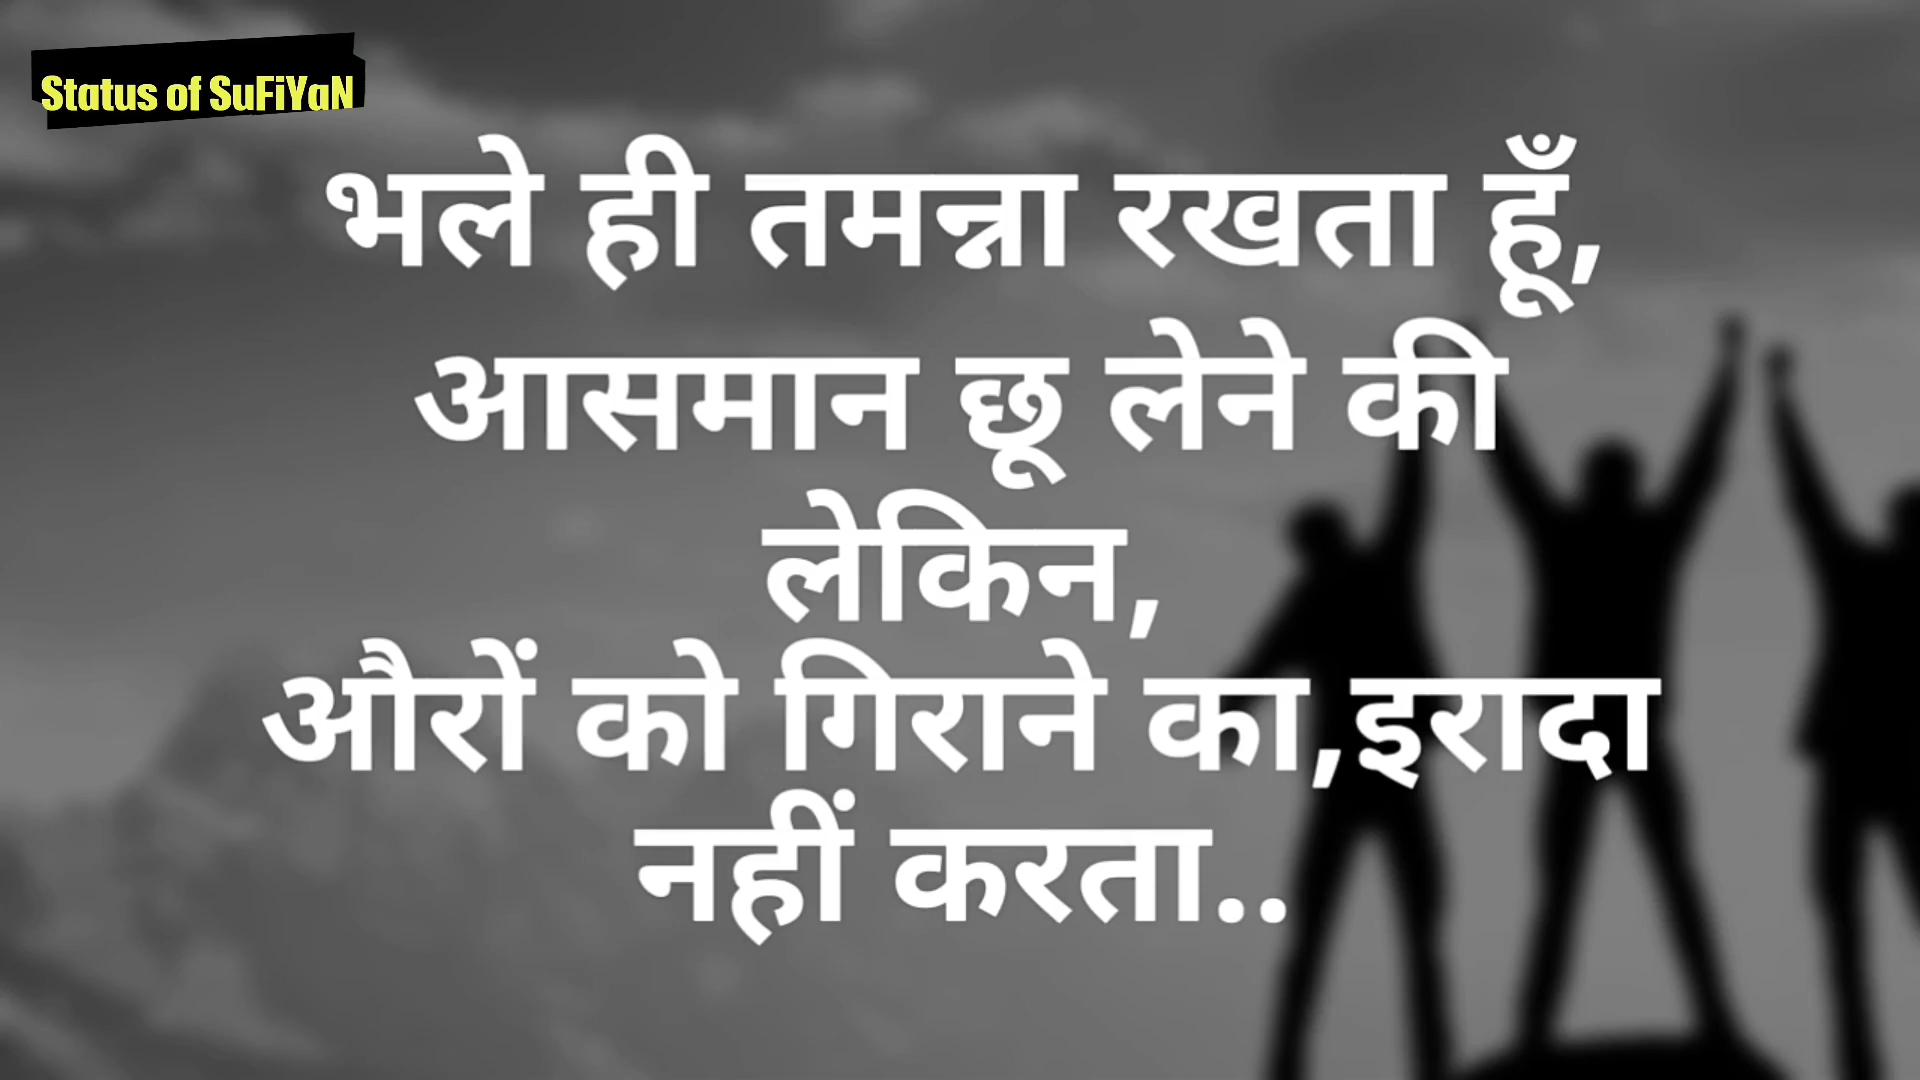 Status of SuFiYaN
भले ही तमन्ना रखता हूँ,
आसमान छू लेने की
लेकिन,
औरों को गिराने का,इरादा
नहीं करता..